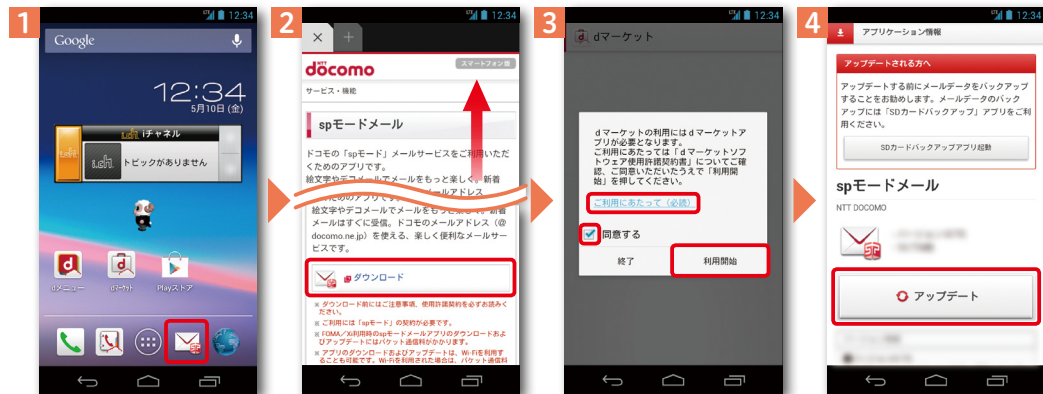 1
12:34
Google
12:34
5月10日 (金)
iチャネル
トピックがありません
dメニュー
dマーケット
Playストア
2
12:34
NTT
döcomo
スマートフォン版
サービス・機能
spモードメール
ドコモの「spモード」メールサービスをご利用いただ
くためのアプリです。
絵文字やデコメールでメールをもっと楽しく。新着
絵文字やデコメールでメールをもっと楽しく。新着
メールはすぐに受信。ドコモのメールアドレス（@
docomo.ne.jp）を使える、楽しく便利なメールサー
ビスです。
ダウンロード
※ ダウンロード前にはご注意事項、使用許諾契約を必ずお読みく
ださい。
※ ご利用には「spモード」の契約が必要です。
※ FOMA／Xi利用時のspモードメールアプリのダウンロードおよ
びアップデートにはパケット通信料がかかります。
※ アプリのダウンロードおよびアップデートは、Wi-Fiを利用す
ることも可能です。Wi-Fiを利用された場合は、パケット通信料
3
12:34
dマーケット
dマーケットの利用にはdマーケットア
プリが必要となります。
ご利用にあたっては「dマーケットソフ
トウェア使用許諾契約書」についてご確
認、ご同意いただいたうえで「利用開
始」を押してください。
ご利用にあたって（必読）
同意する
終了
利用開始
4
12:34
アプリケーション情報
アップデートされる方へ
アップデートする前にメールデータをバックアップ
することをお勧めします。メールデータのバック
アップには「SDカードバックアップ」アプリをご利
用ください。
SDカードバックアップアプリ起動
spモードメール
NTT DOCOMO
アップデート